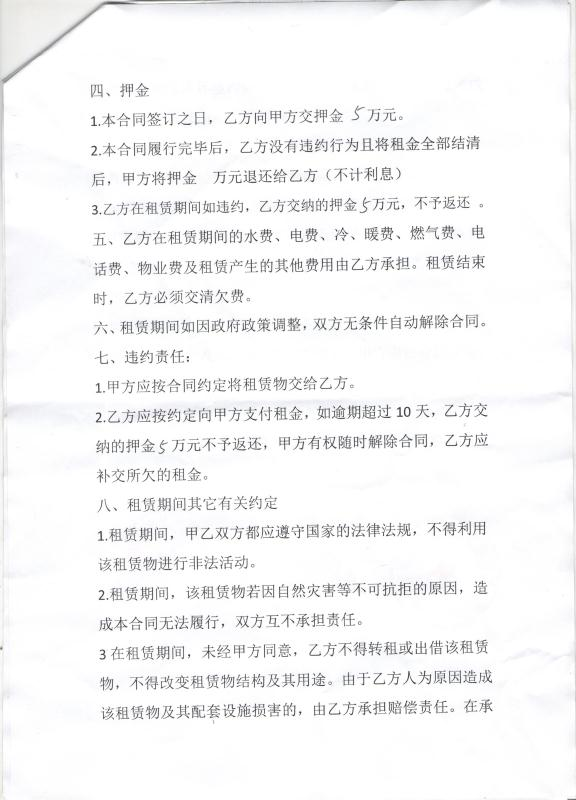 四、押金
1.本合同签订之日，乙方向甲方交押金 5 万元。
2.本合同履行完毕后，乙方没有违约行为且将租金全部结清
后，甲方将押金　万元退还给乙方（不计利息）
3.乙方在租赁期间如违约，乙方交纳的押金5万元，不予返还 。
五、乙方在租赁期间的水费、电费、冷、暖费、燃气费、电
话费、物业费及租赁产生的其他费用由乙方承担。租赁结束
时，乙方必须交清欠费。
六、租赁期间如因政府政策调整，双方无条件自动解除合同。
七、违约责任：
1.甲方应按合同约定将租赁物交给乙方。
2.乙方应按约定向甲方支付租金，如逾期超过 10 天，乙方交
纳的押金5万元不予返还，甲方有权随时解除合同，乙方应
补交所欠的租金。
八、租赁期间其它有关约定
1.租赁期间，甲乙双方都应遵守国家的法律法规，不得利用
该租赁物进行非法活动。
2.租赁期间，该租赁物若因自然灾害等不可抗拒的原因，造
成本合同无法履行，双方互不承担责任。
3 在租赁期间，未经甲方同意，乙方不得转租或出借该租赁
物，不得改变租赁物结构及其用途。由于乙方人为原因造成
该租赁物及其配套设施损害的，由乙方承担赔偿责任。在承